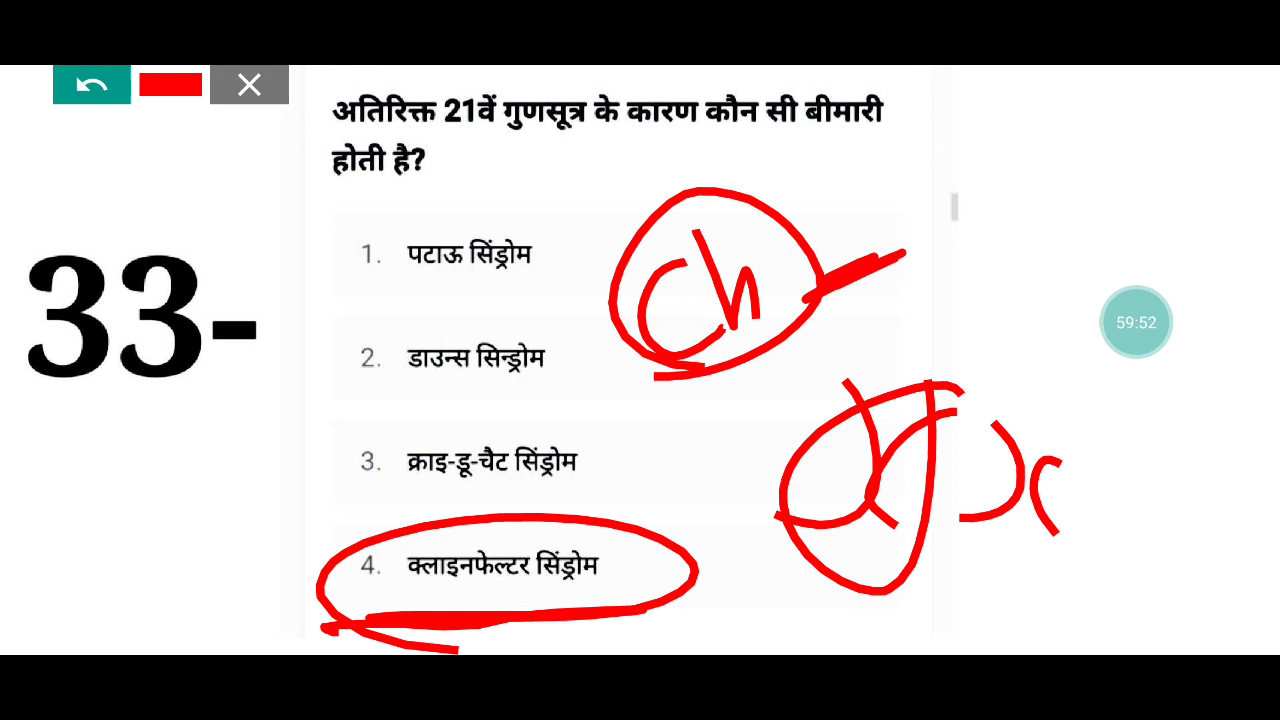 अतिरिक्त 21वें गुणसूत्र के कारण कौन सी बीमारी
होती है?
33-
1. पटाऊ सिंड्रोम
Ch
2. डाउन्स सिन्ड्रोम
59:52
3. क्राइ-डू-चैट सिंड्रोम
4. क्लाइनफेल्टर सिंड्रोम